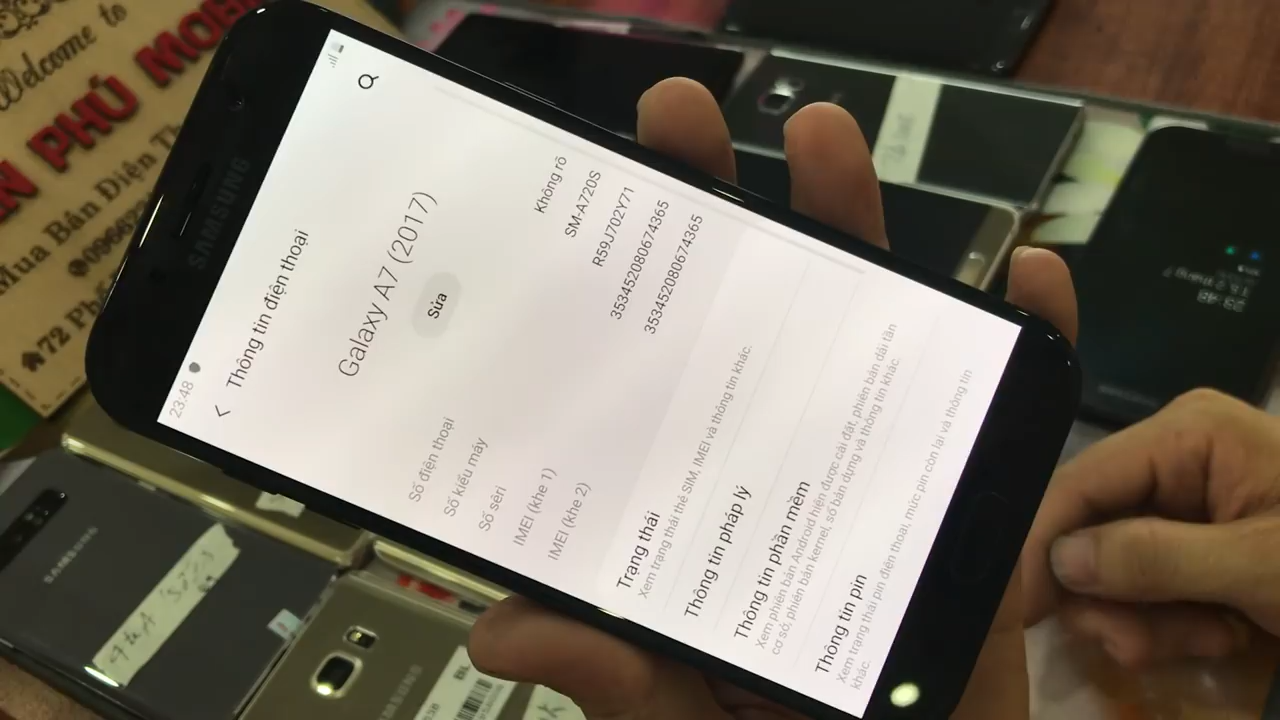 Welcome to
PHÚ MOBI
Mua Bán Điện Th
72 Ph
SAMSUNG
23:48
Thông tin điện thoại
Galaxy A7 (2017)
Sửa
Số điện thoại Không rõ
Số kiểu máy SM-A720S
Số sêri R59J702Y71
IMEI (khe 1) 353452080674365
IMEI (khe 2) 353452080674365
Trạng thái
Xem trạng thái thẻ SIM, IMEI và thông tin khác.
Thông tin pháp lý
Thông tin phần mềm
Xem phiên bản Android hiện được cài đặt, phiên bản dải tần
cơ sở, phiên bản kernel, số bản dựng và thông tin khác.
Thông tin pin
Xem trạng thái pin điện thoại, mức pin còn lại và thông tin
khác.
SAMSUNG
SAMSUNG
23:48